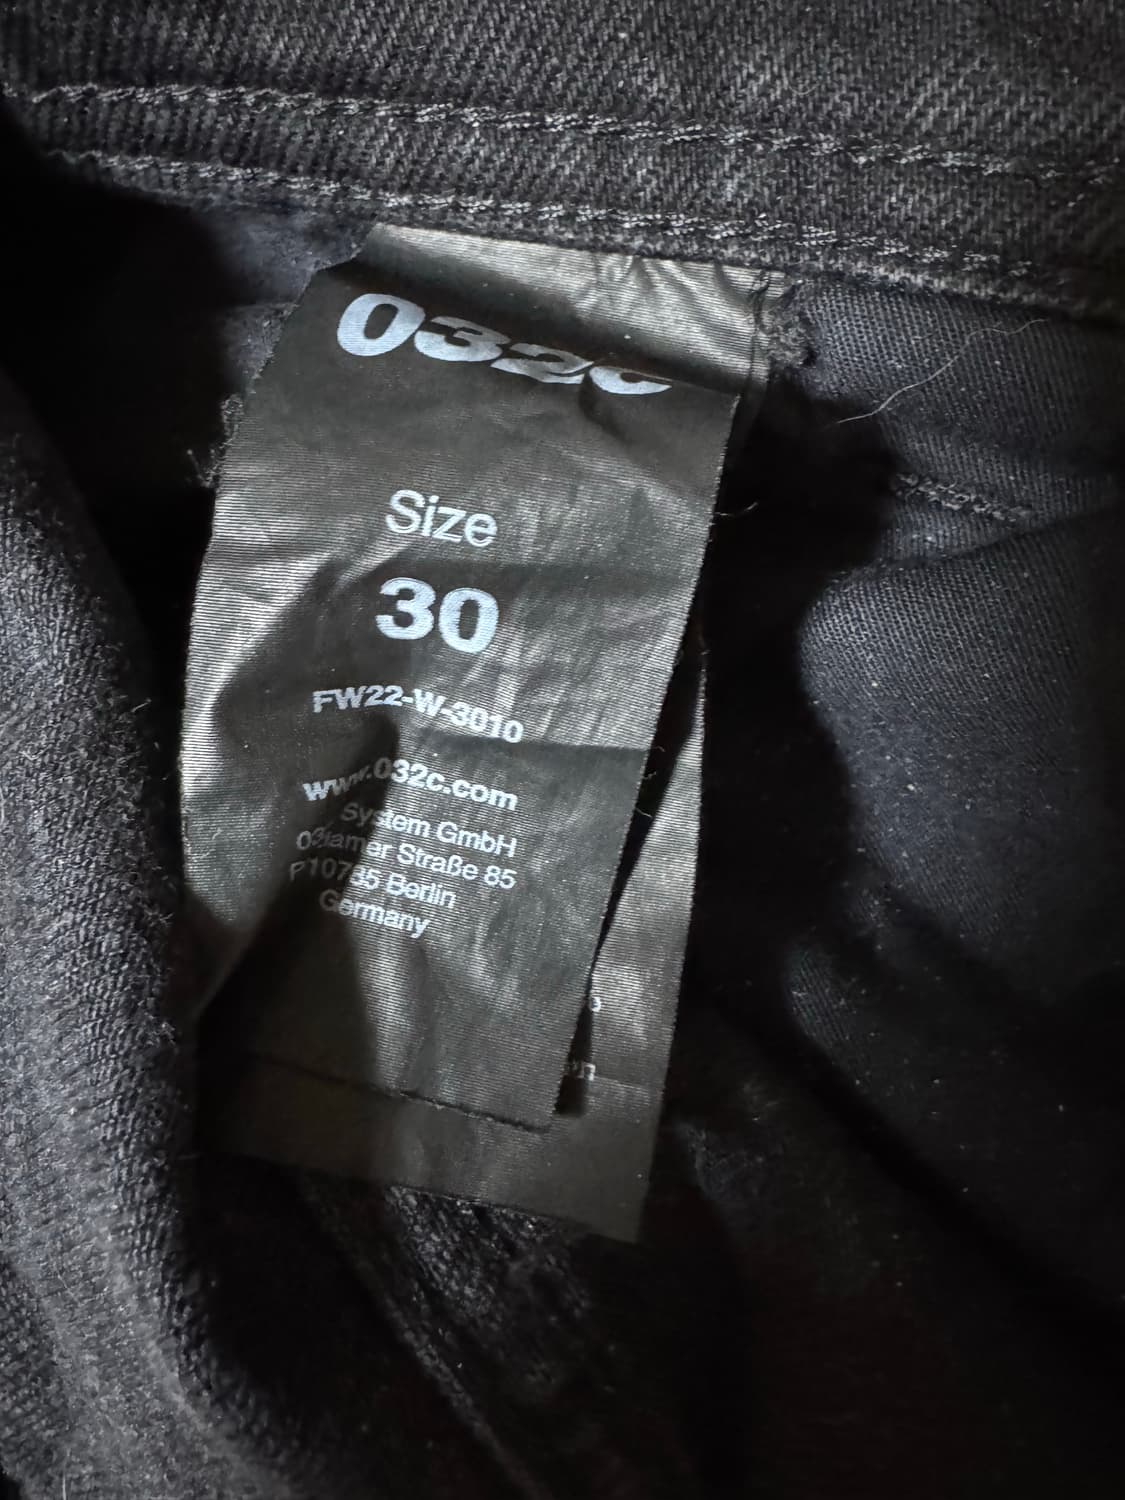 032c
Size
30
FW22-W-3010
www.032c.com
System GmbH
Straße 85
Berlin
Germany